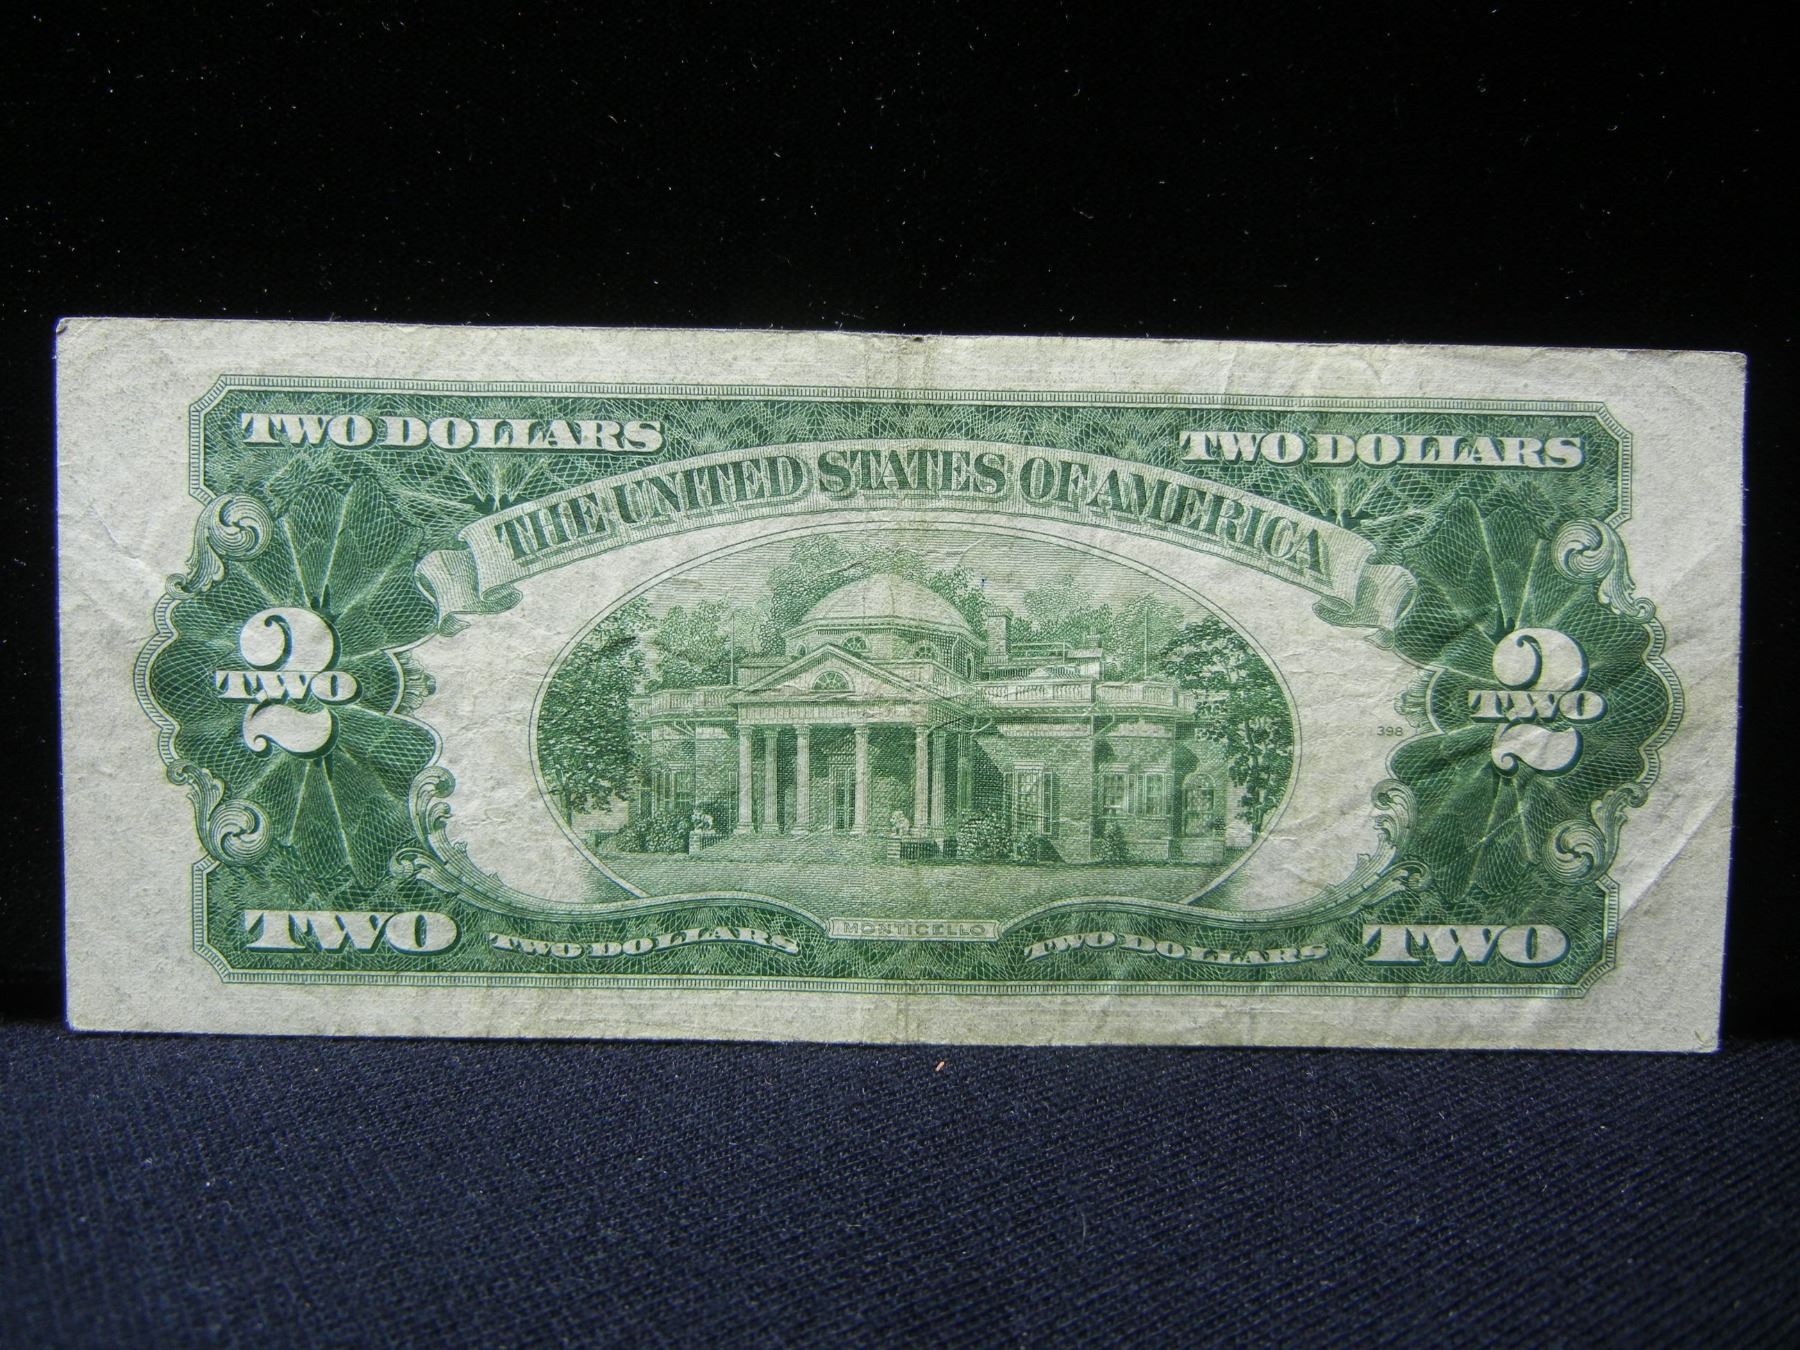 TWO DOLLARS
TWO DOLLARS
THE UNITED STATES OF AMERICA
2
TWO
2
TWO
398
MONTICELLO
TWO
TWO DOLLARS
TWO DOLLARS
TWO